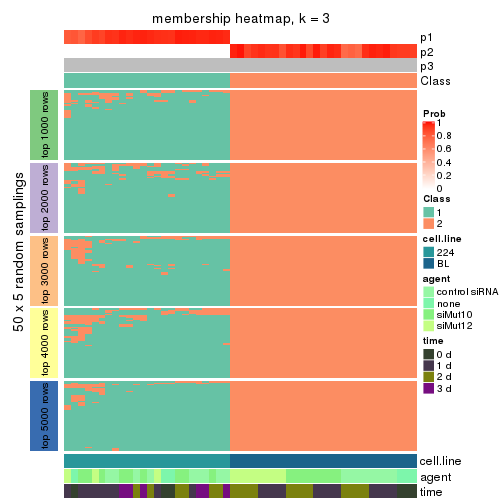 membership heatmap, k = 3
p1
p2
p3
Class
50 x 5 random samplings
top 1000 rows
top 2000 rows
top 3000 rows
top 4000 rows
top 5000 rows
cell.line
agent
time
Prob
1
0.8
0.6
0.4
0.2
0
Class
1
2
cell.line
224
BL
agent
control siRNA
none
siMut10
siMut12
time
0 d
1 d
2 d
3 d